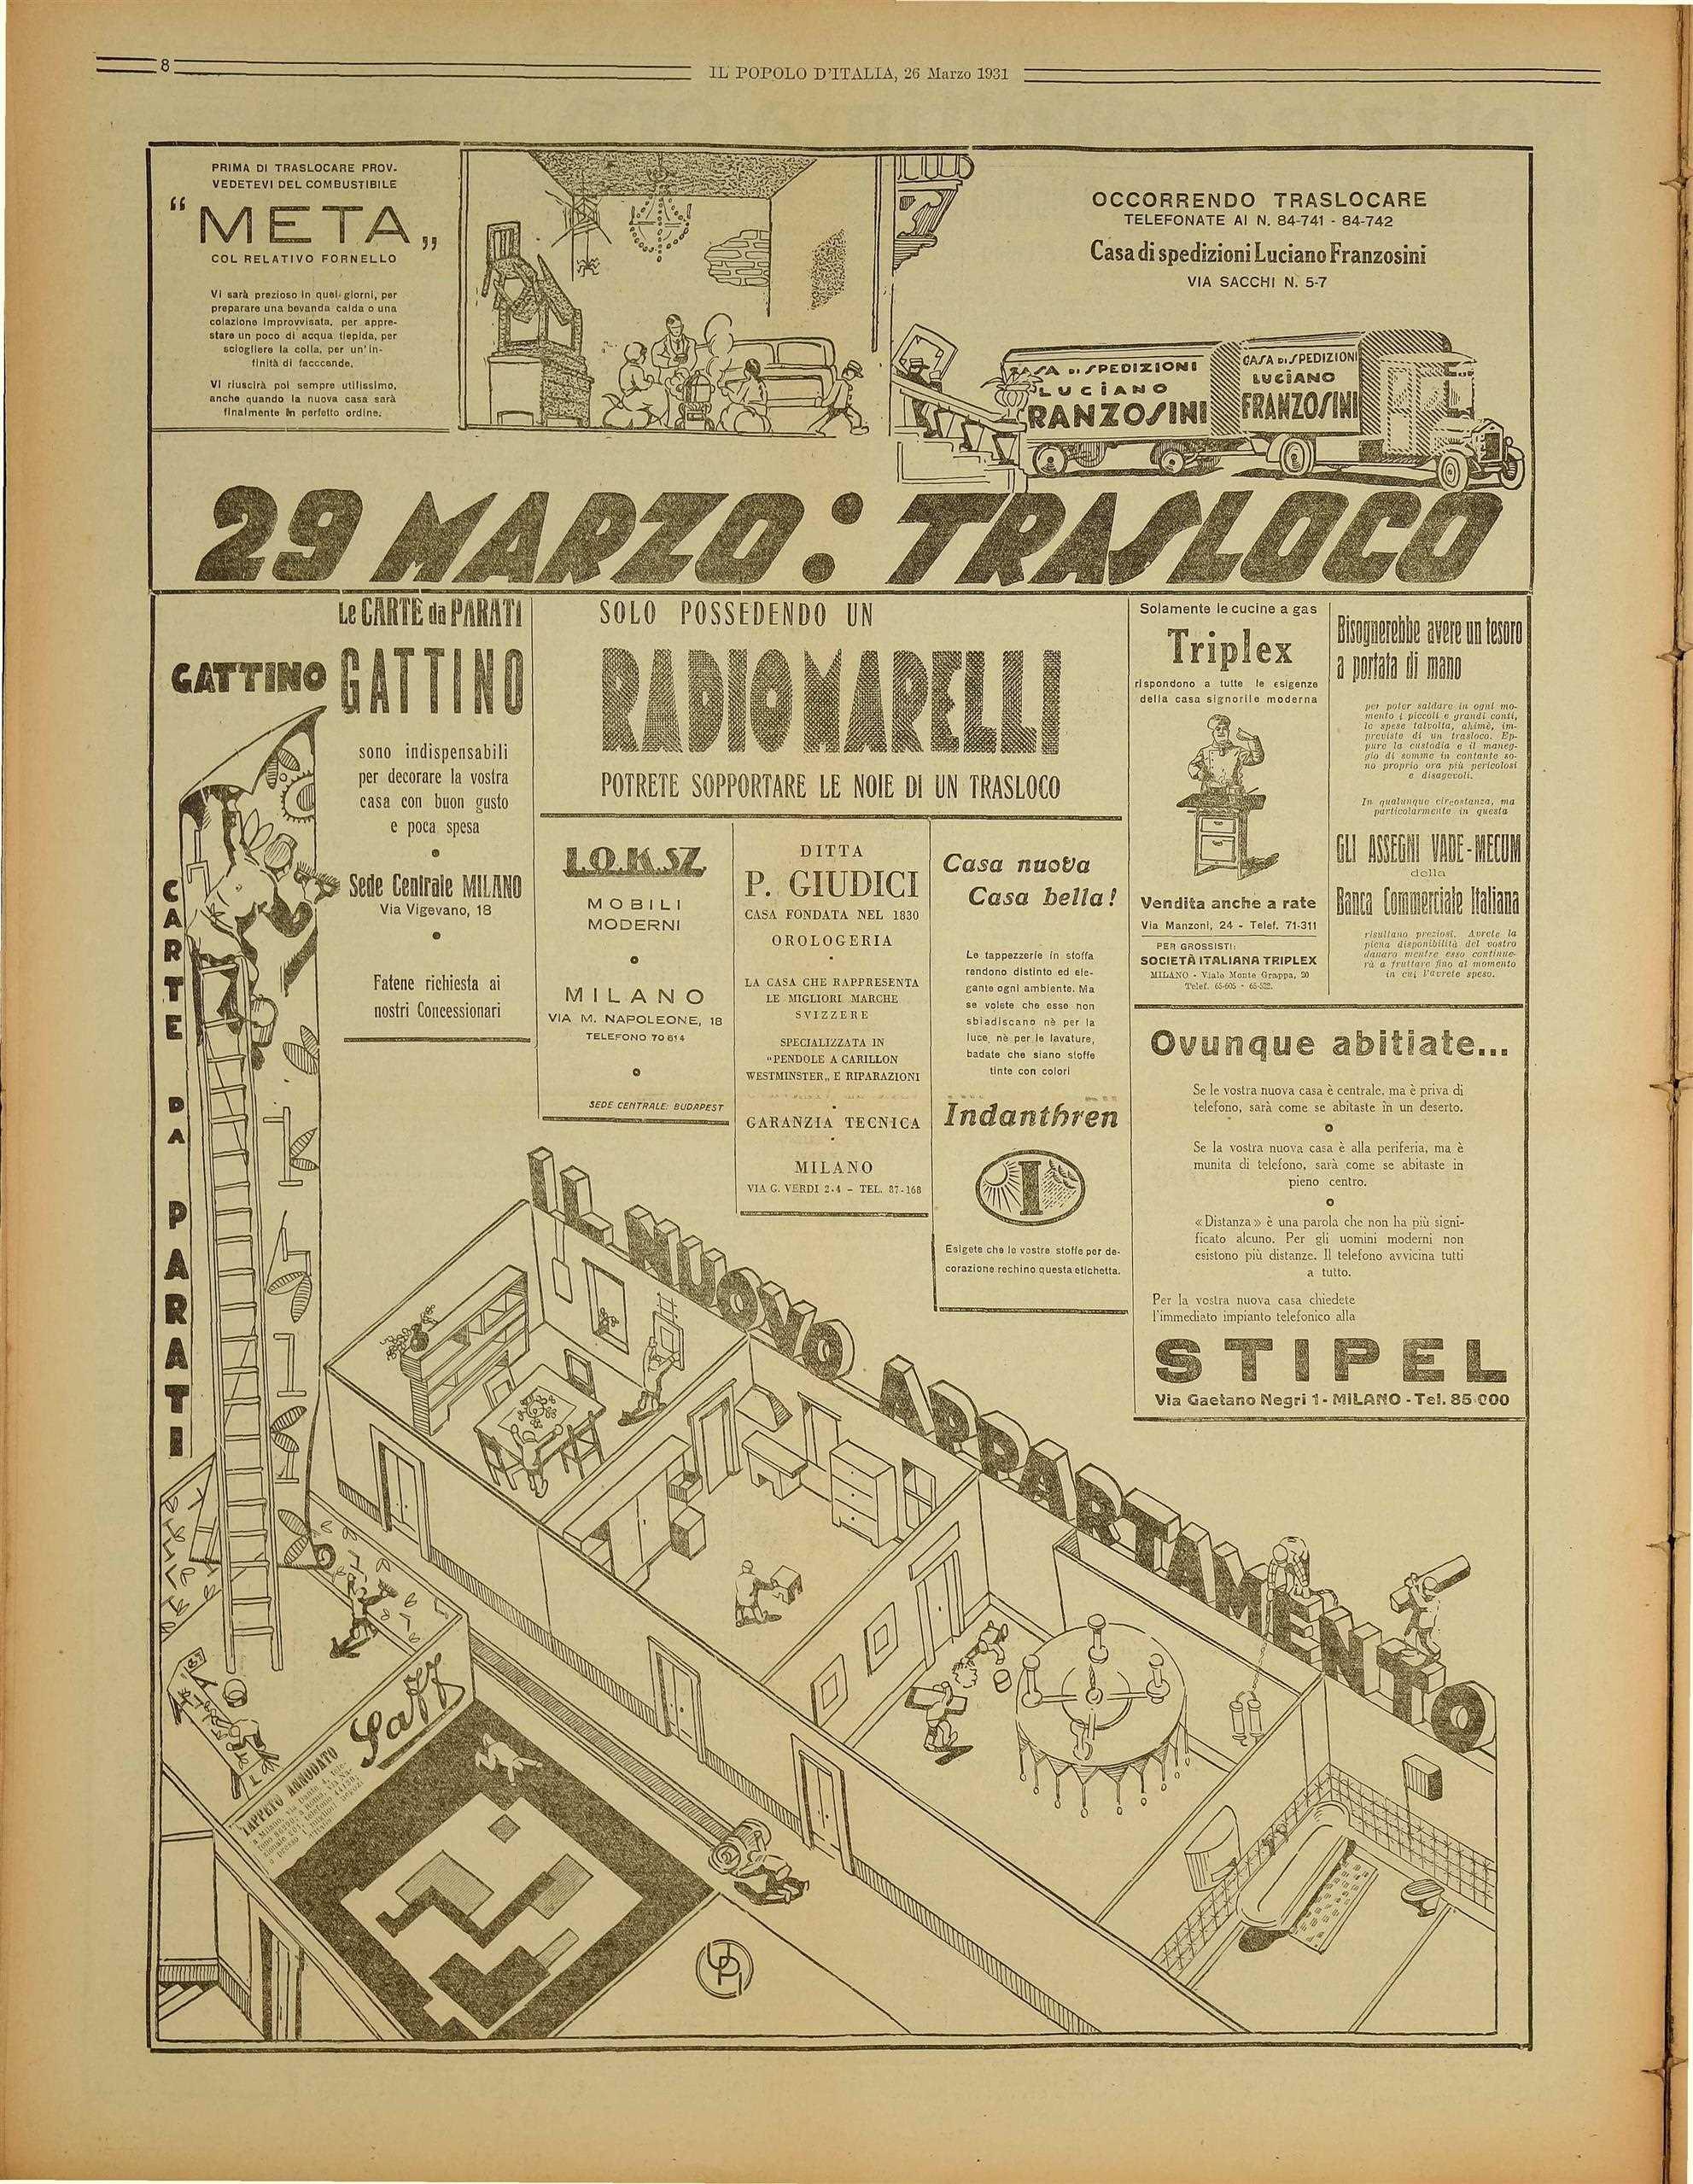 8
IL POPOLO D'ITALIA, 26 Marzo 1931
PRIMA DI TRASLOCARE PROV-
VEDETEVI DEL COMBUSTIBILE
“META„
COL RELATIVO FORNELLO
Vi sarà prezioso in quei giorni, per
preparare una bevanda calda o una
colazione improvvisata, per appre-
stare un poco di acqua tiepida, per
sciogliere la colla, per un'in-
finità di facccende.
Vi riuscirà poi sempre utilissimo,
anche quando la nuova casa sarà
finalmente in perfetto ordine.
OCCORRENDO TRASLOCARE
TELEFONATE AI N. 84-741 - 84-742
Casa di spedizioni Luciano Franzosini
VIA SACCHI N. 5-7
CASA DI SPEDIZIONI
LUCIANO
RANZOSINI
CASA DI SPEDIZIONI
LUCIANO
FRANZOSINI
29 MARZO: TRASLOCO
GATTINO
CARTE DA PARATI
Le CARTE da PARATI
GATTINO
sono indispensabili
per decorare la vostra
casa con buon gusto
e poca spesa
Sede Centrale MILANO
Via Vigevano, 18
Fatene richiesta ai
nostri Concessionari
SOLO POSSEDENDO UN
RADIOMARELLI
POTRETE SOPPORTARE LE NOIE DI UN TRASLOCO
L.O.K.SZ.
MOBILI
MODERNI
MILANO
VIA M. NAPOLEONE, 18
TELEFONO 70614
SEDE CENTRALE: BUDAPEST
DITTA
P. GIUDICI
CASA FONDATA NEL 1830
OROLOGERIA
LA CASA CHE RAPPRESENTA
LE MIGLIORI MARCHE
SVIZZERE
SPECIALIZZATA IN
“PENDOLE A CARILLON
WESTMINSTER„ E RIPARAZIONI
GARANZIA TECNICA
MILANO
VIA G. VERDI 2-4 - TEL. 87-168
Casa nuova
Casa bella!
Le tappezzerie in stoffa
rendono distinto ed ele-
gante ogni ambiente. Ma
se volete che esse non
sbiadiscano nè per la
luce, nè per le lavature,
badate che siano stoffe
tinte con colori
Indanthren
I
Esigete che le vostre stoffe per de-
corazione rechino questa etichetta.
Solamente le cucine a gas
Triplex
rispondono a tutte le esigenze
della casa signorile moderna
Vendita anche a rate
Via Manzoni, 24 - Telef. 71-311
PER GROSSISTI:
SOCIETÀ ITALIANA TRIPLEX
MILANO - Viale Monte Grappa, 20
Telef. 65-605 - 65-522.
Bisognerebbe avere un tesoro
a portata di mano
per poter saldare in ogni mo-
mento i piccoli e grandi conti,
le spese talvolta, ahimè, im-
previste di un trasloco. Ep-
pure la custodia e il maneg-
gio di somme in contante so-
no proprio ora più pericolosi
e disagevoli.
In qualunque circostanza, ma
particolarmente in questa
GLI ASSEGNI VADE-MECUM
della
Banca Commerciale Italiana
risultano preziosi. Avrete la
piena disponibilità del vostro
danaro mentre esso continue-
rà a fruttare fino al momento
in cui l'avrete speso.
Ovunque abitiate...
Se le vostra nuova casa è centrale, ma è priva di
telefono, sarà come se abitaste in un deserto.
Se la vostra nuova casa è alla periferia, ma è
munita di telefono, sarà come se abitaste in
pieno centro.
«Distanza» è una parola che non ha più signi-
ficato alcuno. Per gli uomini moderni non
esistono più distanze. Il telefono avvicina tutti
a tutto.
Per la vostra nuova casa chiedete
l'immediato impianto telefonico alla
STIPEL
Via Gaetano Negri 1 - MILANO - Tel. 85-000
IL NUOVO APPARTAMENTO
Saff
TAPPETO ANNODATO
UPI